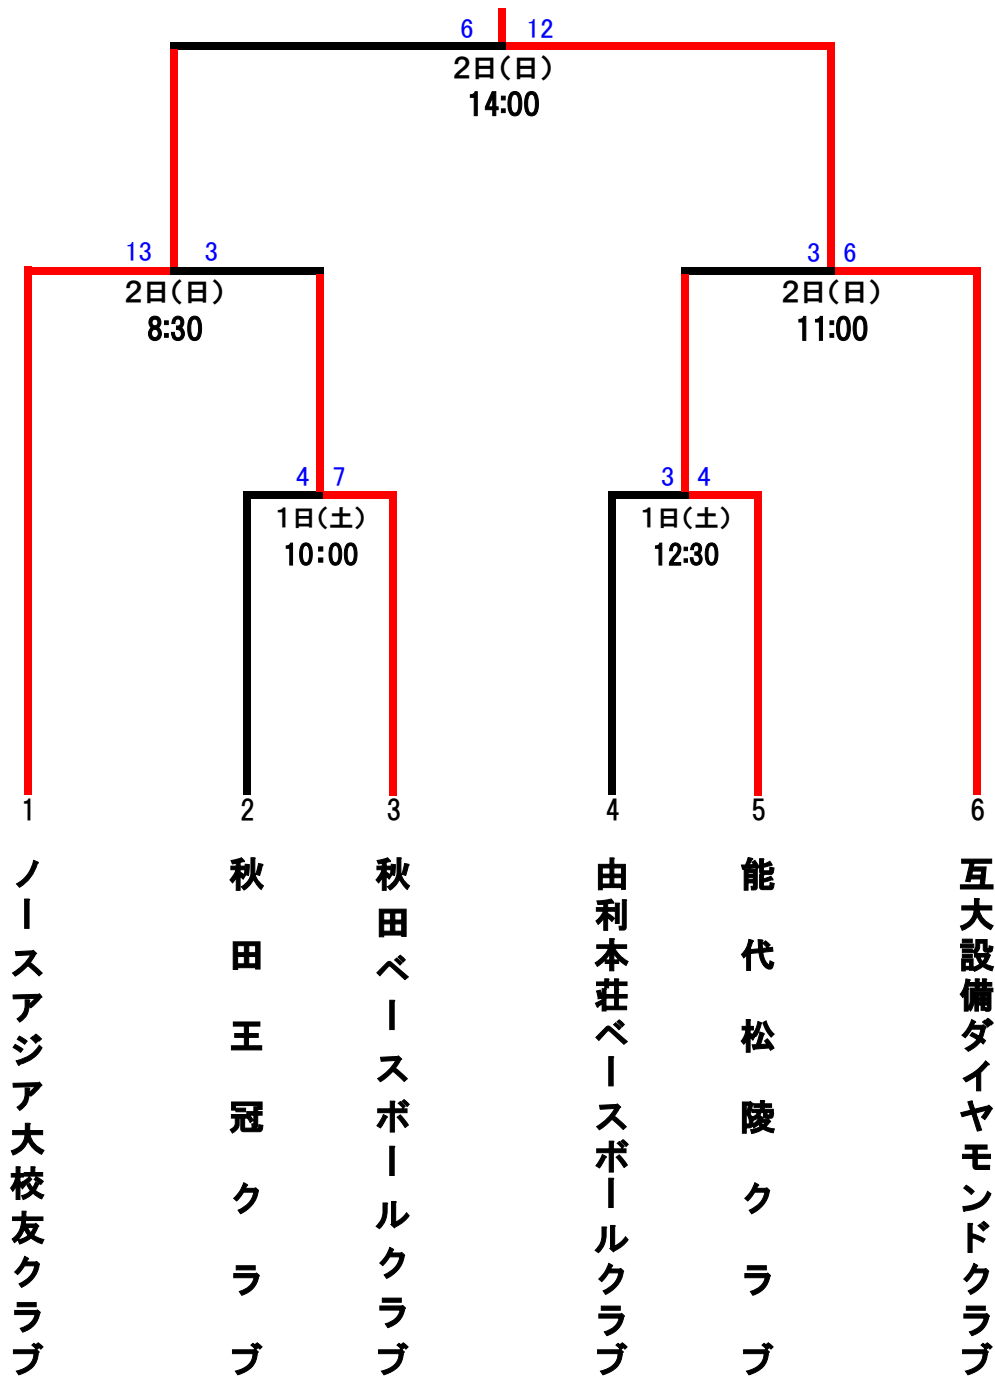 6 12
2日(日)
14:00
13 3
3 6
2日(日)
8:30
2日(日)
11:00
4 7
3 4
1日(土)
10:00
1日(土)
12:30
1
2
3
4
5
6
ノースアジア大校友クラブ
秋田王冠クラブ
秋田ベースボールクラブ
由利本荘ベースボールクラブ
能代松陵クラブ
互大設備ダイヤモンドクラブ